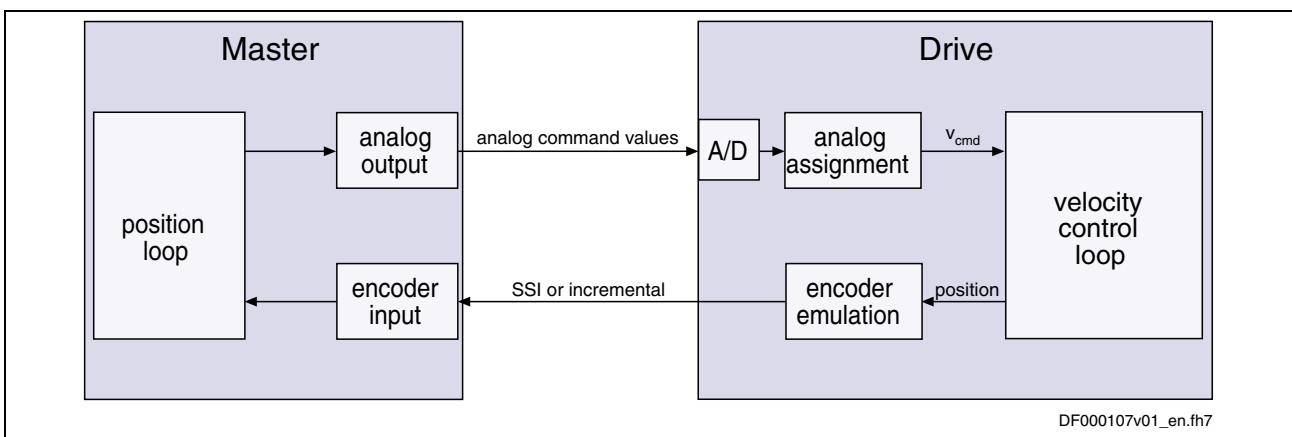 Master
Drive
position
loop
analog
output
analog command values
A/D
analog
assignment
vcmd
velocity
control
loop
encoder
input
SSI or incremental
encoder
emulation
position
DF000107v01_en.fh7